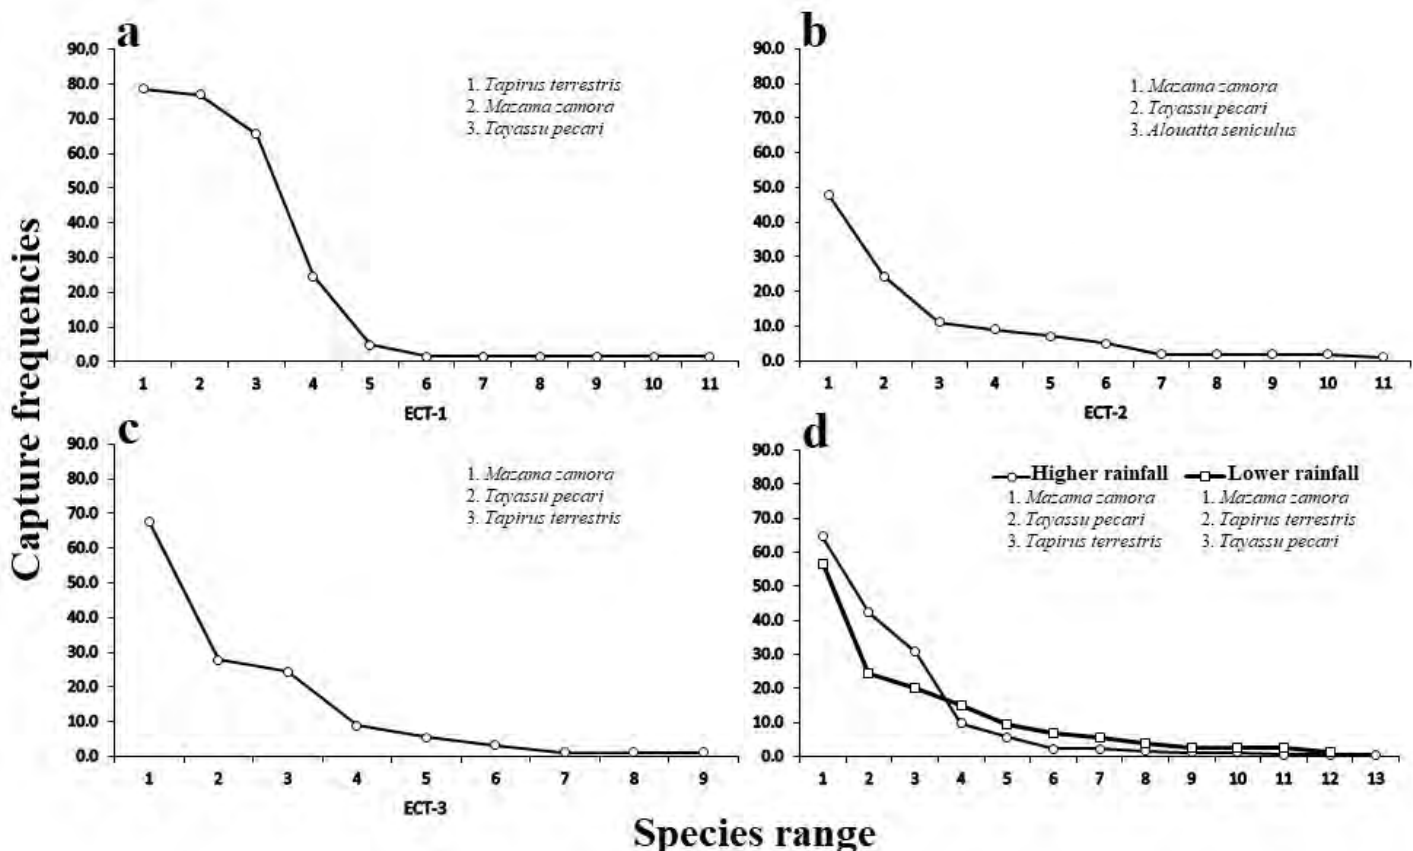 a
90,0
80.0
70.0
60.0
50.0
40.0
30.0
20.0
10.0
0.0
1 2 3 4 5 6 7 8 9 10 11
ECT-1
1. Tapirus terrestris
2. Mazama zamora
3. Tayassu pecari
b
90.0
80.0
70.0
60.0
50.0
40.0
30.0
20.0
10.0
0.0
1 2 3 4 5 6 7 8 9 10 11
ECT-2
1. Mazama zamora
2. Tayassu pecari
3. Alouatta seniculus
Capture frequencies
c
90.0
80.0
70.0
60.0
50.0
40.0
30.0
20.0
10.0
0.0
1 2 3 4 5 6 7 8 9
ECT-3
1. Mazama zamora
2. Tayassu pecari
3. Tapirus terrestris
d
90.0
80.0
70.0
60.0
50.0
40.0
30.0
20.0
10.0
0.0
1 2 3 4 5 6 7 8 9 10 11 12 13
Higher rainfall
1. Mazama zamora
2. Tayassu pecari
3. Tapirus terrestris
Lower rainfall
1. Mazama zamora
2. Tapirus terrestris
3. Tayassu pecari
Species range